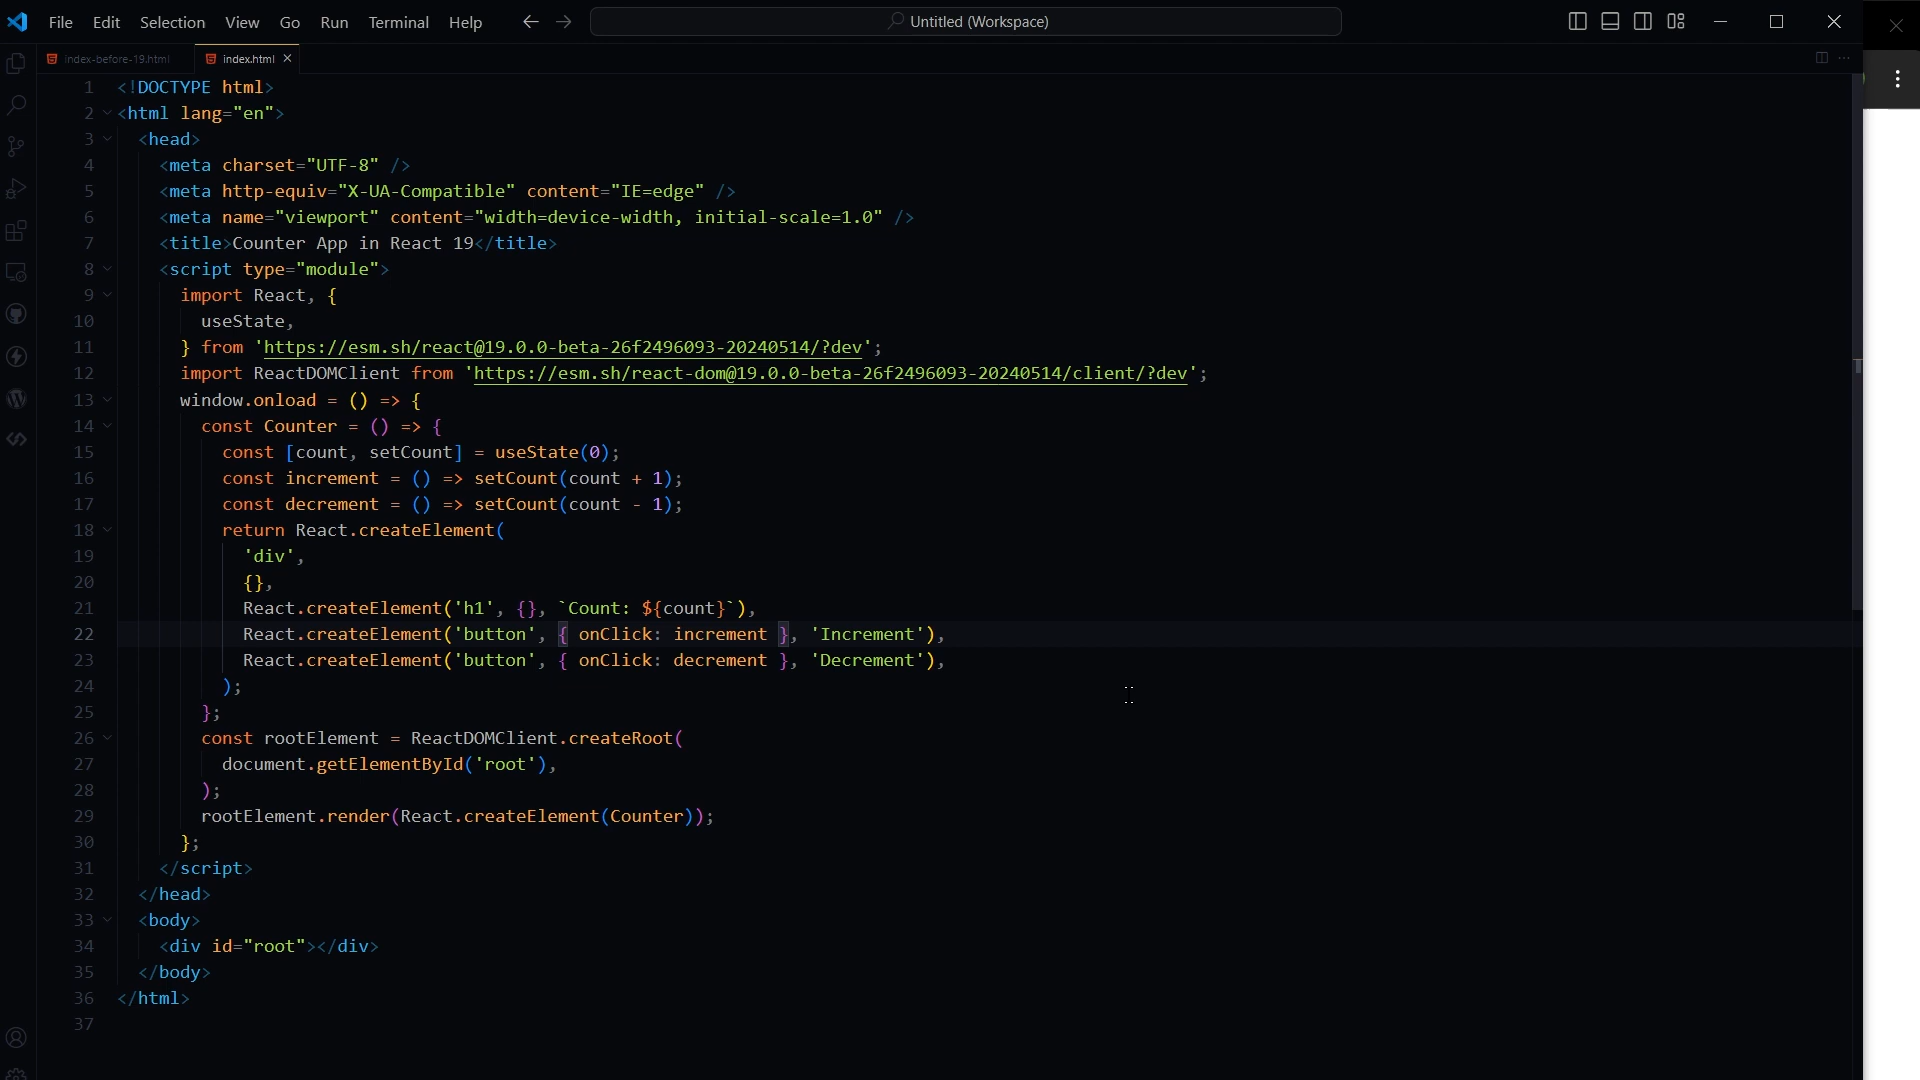 File Edit Selection View Go Run Terminal Help Untitled (Workspace)
index-before-19.html index.html
1 <!DOCTYPE html>
2 <html lang="en">
3 <head>
4 <meta charset="UTF-8" />
5 <meta http-equiv="X-UA-Compatible" content="IE=edge" />
6 <meta name="viewport" content="width=device-width, initial-scale=1.0" />
7 <title>Counter App in React 19</title>
8 <script type="module">
9 import React, {
10 useState,
11 } from 'https://esm.sh/react@19.0.0-beta-26f2496093-20240514/?dev';
12 import ReactDOMClient from 'https://esm.sh/react-dom@19.0.0-beta-26f2496093-20240514/client/?dev';
13 window.onload = () => {
14 const Counter = () => {
15 const [count, setCount] = useState(0);
16 const increment = () => setCount(count + 1);
17 const decrement = () => setCount(count - 1);
18 return React.createElement(
19 'div',
20 {},
21 React.createElement('h1', {}, `Count: ${count}`),
22 React.createElement('button', { onClick: increment }, 'Increment'),
23 React.createElement('button', { onClick: decrement }, 'Decrement'),
24 );
25 };
26 const rootElement = ReactDOMClient.createRoot(
27 document.getElementById('root'),
28 );
29 rootElement.render(React.createElement(Counter));
30 };
31 </script>
32 </head>
33 <body>
34 <div id="root"></div>
35 </body>
36 </html>
37